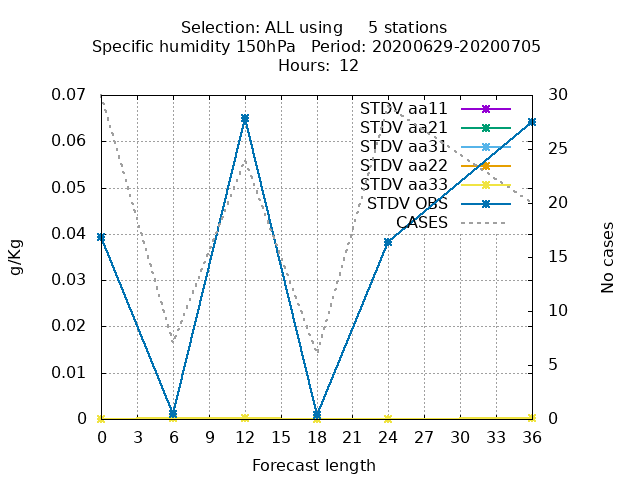 Selection: ALL using     5 stations
Specific humidity 150hPa   Period: 20200629-20200705
Hours:  12
0.07
0.06
0.05
0.04
0.03
0.02
0.01
0
g/Kg
STDV aa11
STDV aa21
STDV aa31
STDV aa22
STDV aa33
STDV OBS
CASES
30
25
20
15
10
5
0
No cases
0 3 6 9 12 15 18 21 24 27 30 33 36
Forecast length